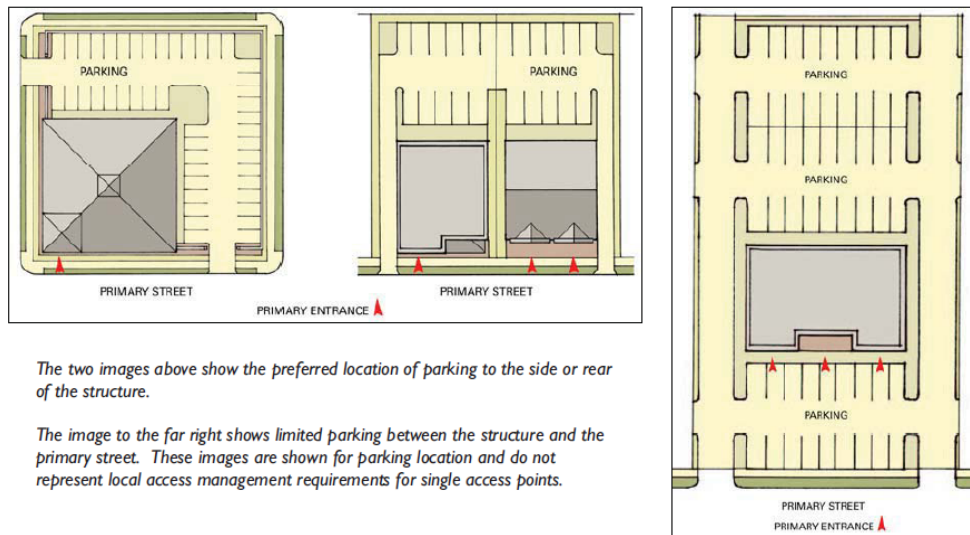 PARKING
PARKING
PARKING
PRIMARY STREET
PRIMARY STREET
PRIMARY ENTRANCE
The two images above show the preferred location of parking to the side or rear
of the structure.
The image to the far right shows limited parking between the structure and the
primary street. These images are shown for parking location and do not
represent local access management requirements for single access points.
PARKING
PARKING
PARKING
PRIMARY STREET
PRIMARY ENTRANCE